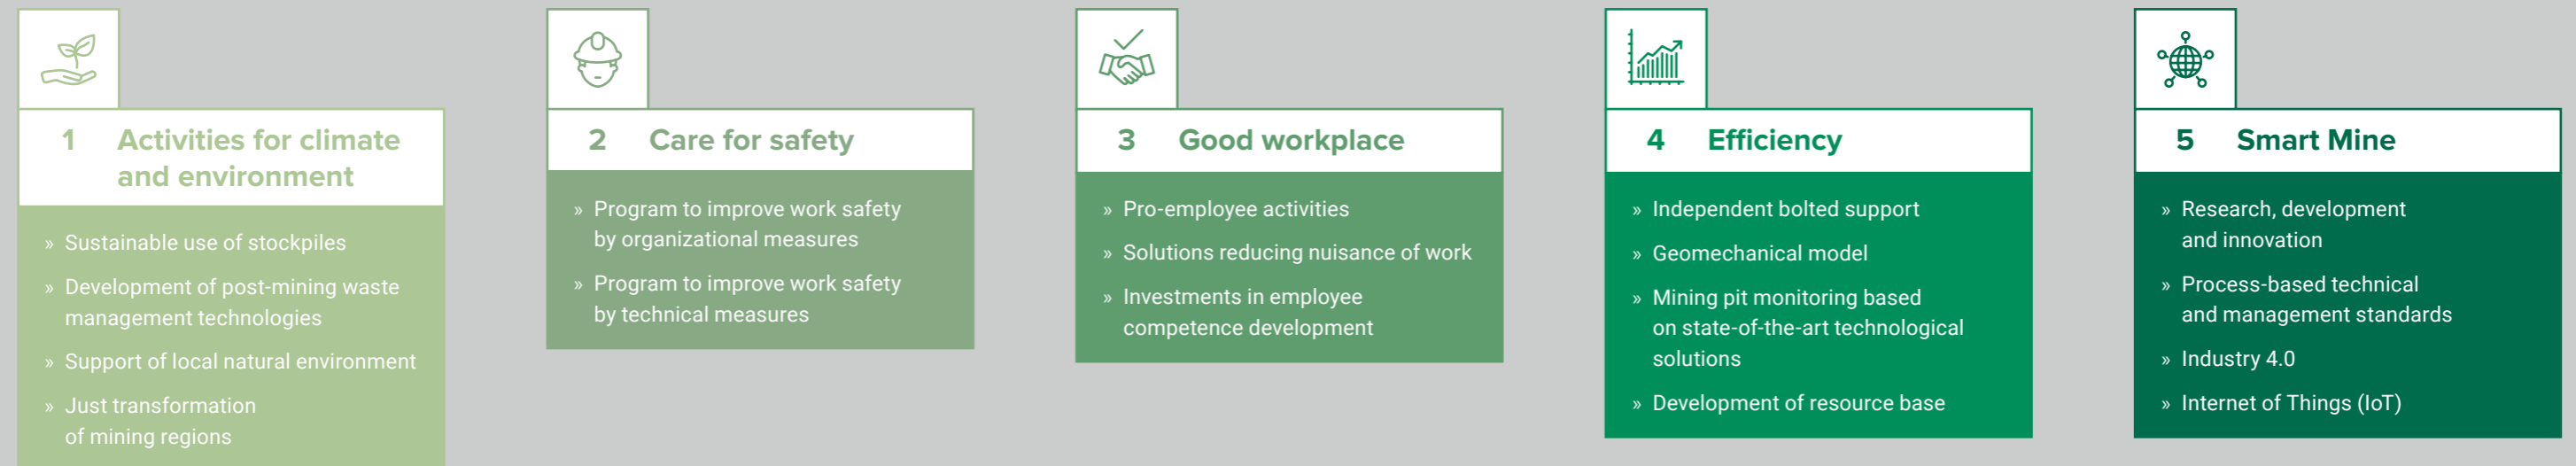 1 Activities for climate
and environment
» Sustainable use of stockpiles
» Development of post-mining waste
management technologies
» Support of local natural environment
» Just transformation
of mining regions
2 Care for safety
» Program to improve work safety
by organizational measures
» Program to improve work safety
by technical measures
3 Good workplace
» Pro-employee activities
» Solutions reducing nuisance of work
» Investments in employee
competence development
4 Efficiency
» Independent bolted support
» Geomechanical model
» Mining pit monitoring based
on state-of-the-art technological
solutions
» Development of resource base
5 Smart Mine
» Research, development
and innovation
» Process-based technical
and management standards
» Industry 4.0
» Internet of Things (IoT)